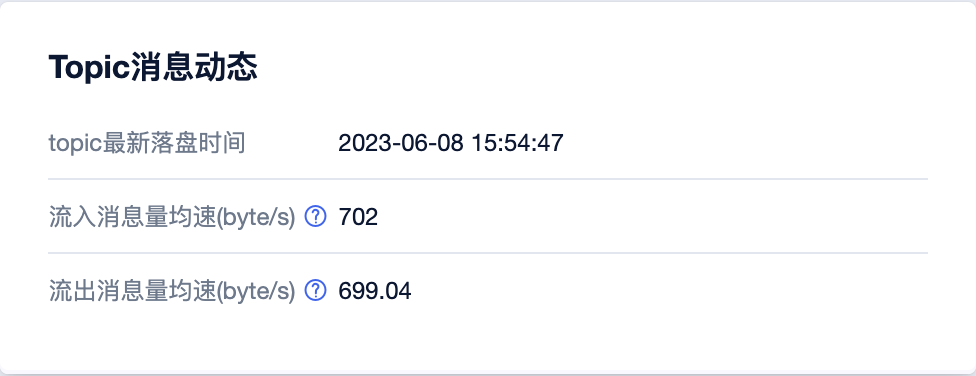 Topic消息动态
topic最新落盘时间 2023-06-08 15:54:47
流入消息量均速(byte/s) ? 702
流出消息量均速(byte/s) ? 699.04